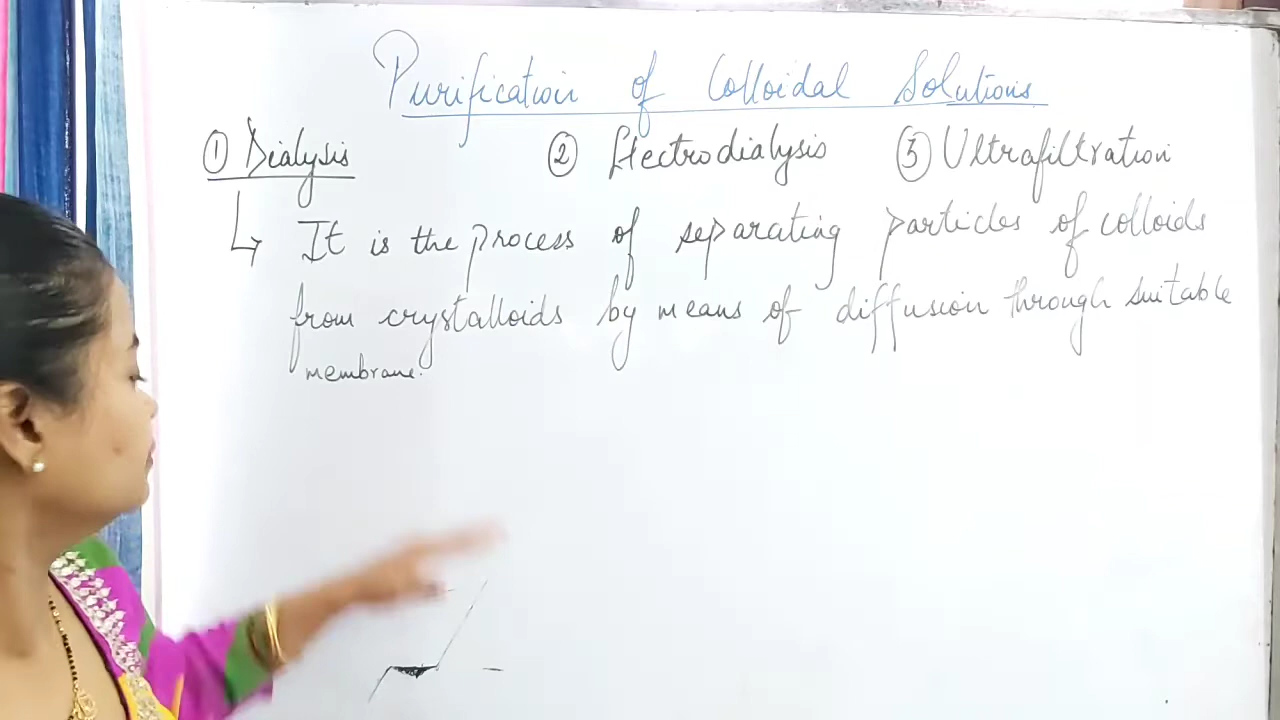 Purification of Colloidal Solutions
① Dialysis ② Electrodialysis ③ Ultrafiltration
↳ It is the process of separating particles of colloids
from crystalloids by means of diffusion through suitable
membrane.